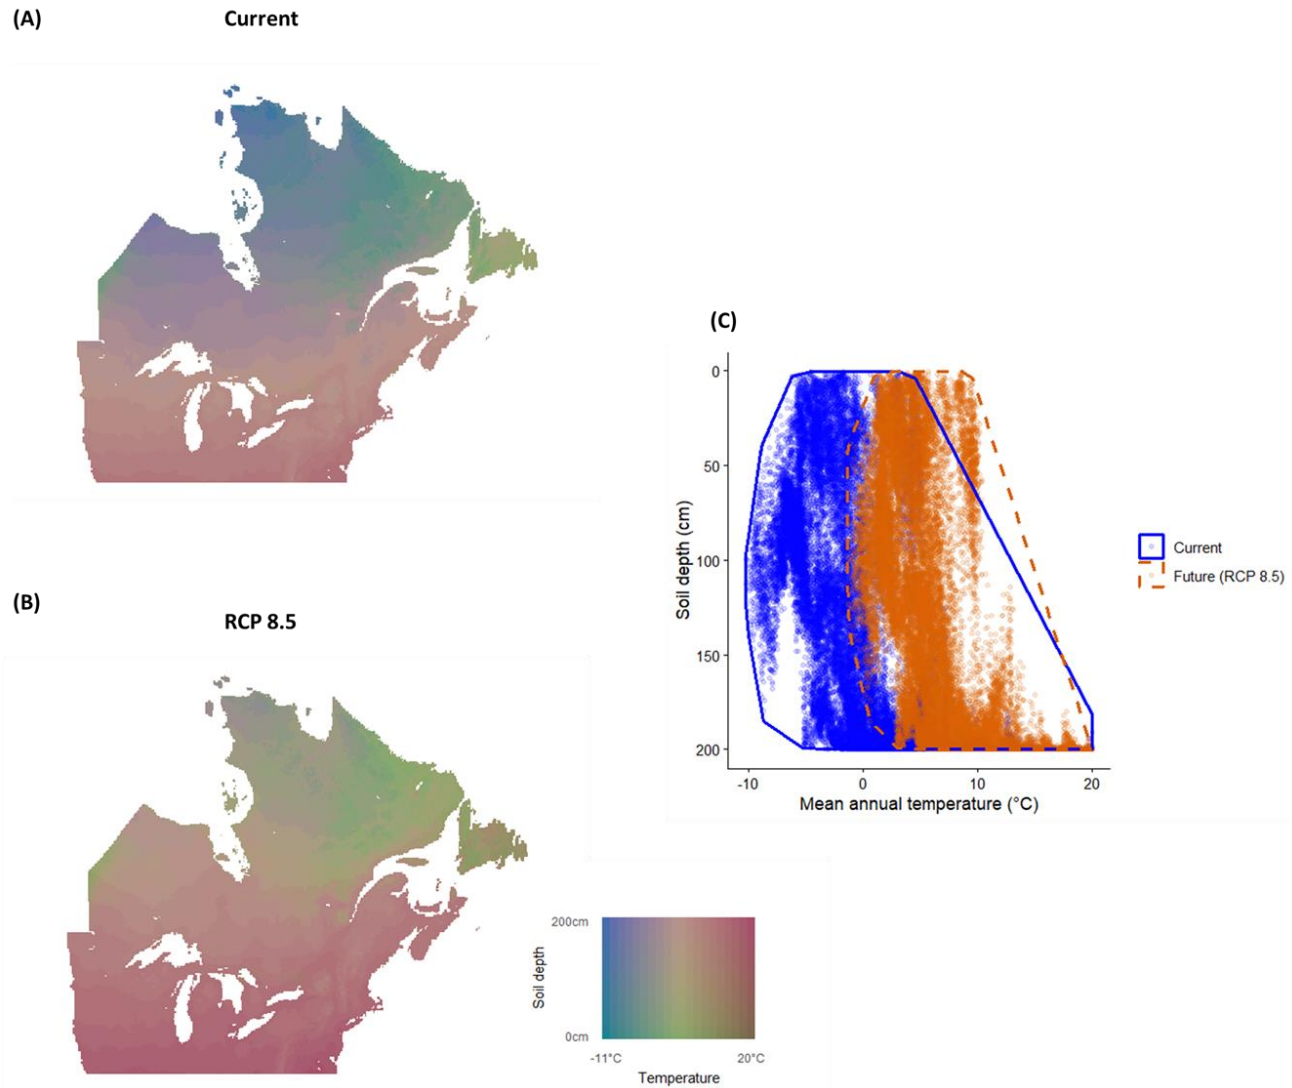 (A)
Current
(C)
0
50
100
150
200
Soil depth (cm)
-10
0
10
20
Mean annual temperature (°C)
Current
Future (RCP 8.5)
(B)
RCP 8.5
200cm
Soil depth
0cm
-11°C
20°C
Temperature